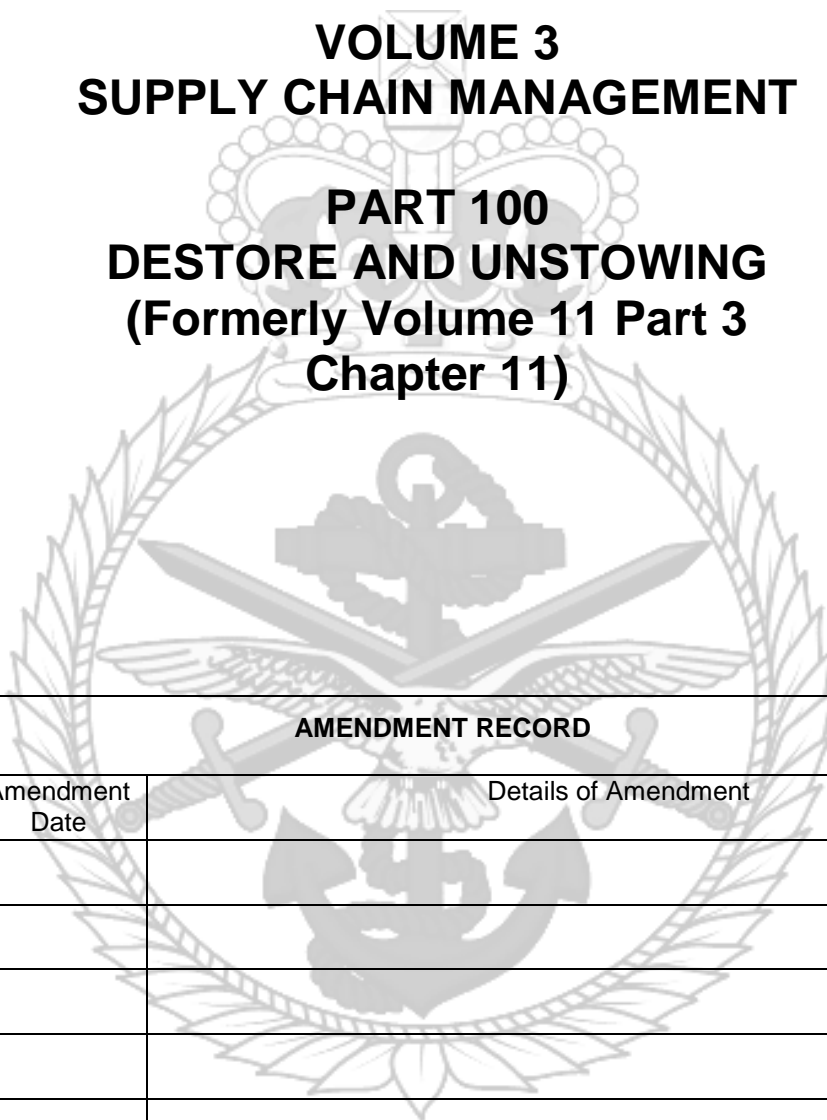 VOLUME 3
SUPPLY CHAIN MANAGEMENT
PART 100
DESTORE AND UNSTOWING
(Formerly Volume 11 Part 3
Chapter 11)
AMENDMENT RECORD
Amendment
Date
Details of Amendment